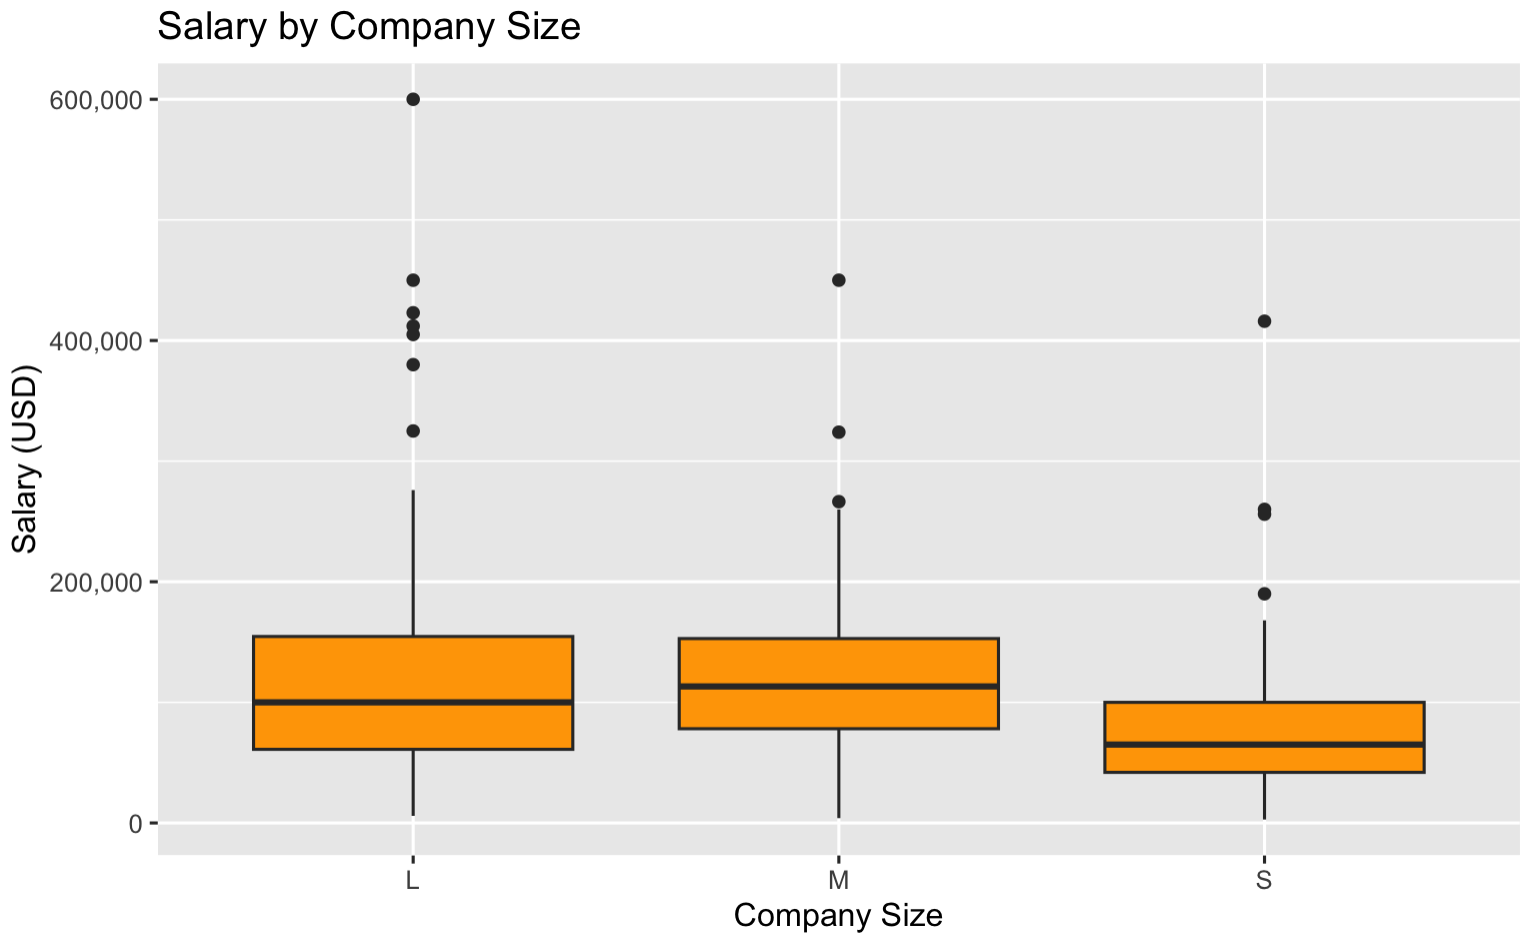 Salary by Company Size
600,000
400,000
200,000
0
Salary (USD)
L M S
Company Size